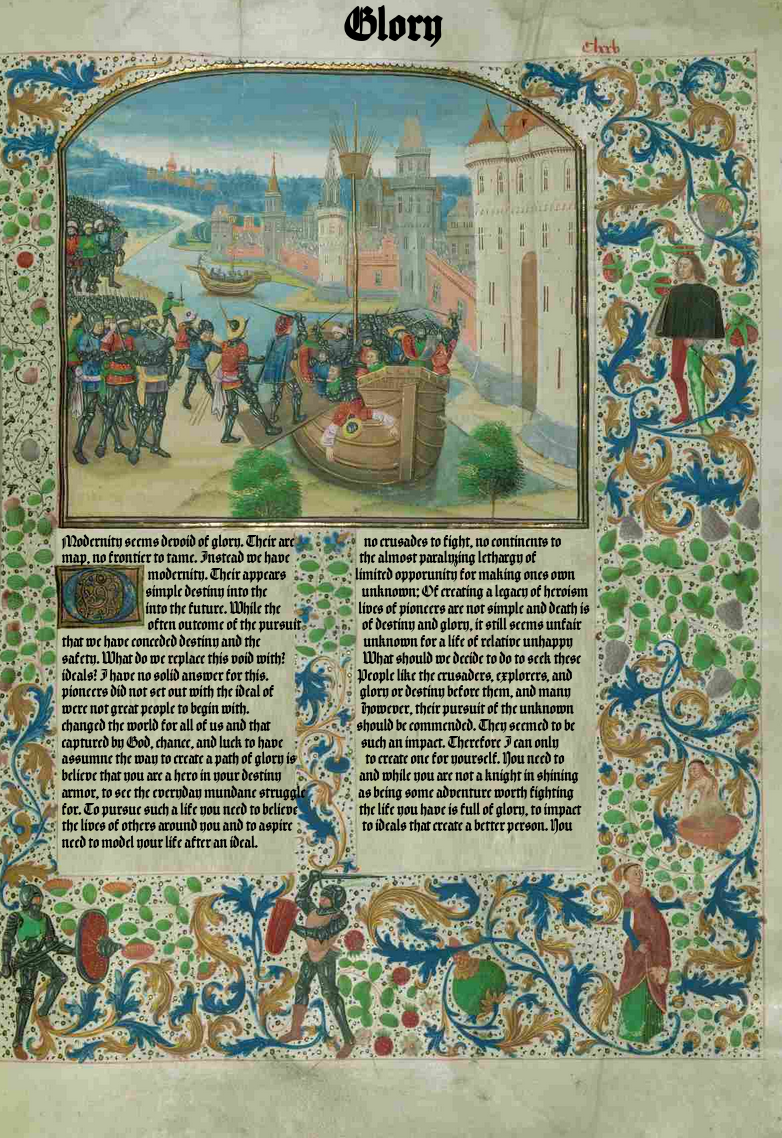 Glory
Modernity seems devoid of glory. Their are no crusades to fight, no continents to
map, no frontier to tame. Instead we have the almost paralyzing lethargy of
modernity. Their appears limited opporunity for making ones own
simple destiny into the unknown; Of creating a legacy of heroism
into the future. While the lives of pioneers are not simple and death is
often outcome of the pursuit of destiny and glory, it still seems unfair
that we have conceded destiny and the unknown for a life of relative unhappy
safety. What do we replace this void with? What should we decide to do to seek these
ideals? I have no solid answer for this. People like the crusaders, explorers, and
pioneers did not set out with the ideal of glory or destiny before them, and many
were not great people to begin with. However, their pursuit of the unknown
changed the world for all of us and that should be commended. They seemed to be
captured by God, chance, and luck to have such an impact. Therefore I can only
assumne the way to create a path of glory is to create one for yourself. You need to
believe that you are a hero in your destiny and while you are not a knight in shining
armor, to see the everyday mundane struggle as being some adventure worth fighting
for. To pursue such a life you need to believe the life you have is full of glory, to impact
the lives of others around you and to aspire to ideals that create a better person. You
need to model your life after an ideal.